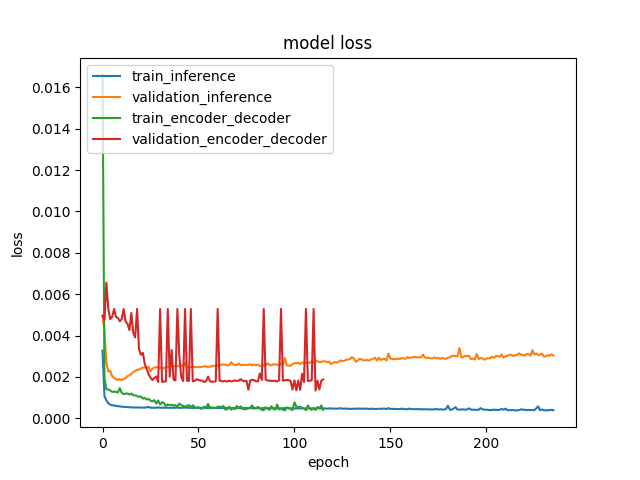 model loss
train_inference
validation_inference
train_encoder_decoder
validation_encoder_decoder
0.016
0.014
0.012
0.010
0.008
0.006
0.004
0.002
0.000
loss
0 50 100 150 200
epoch